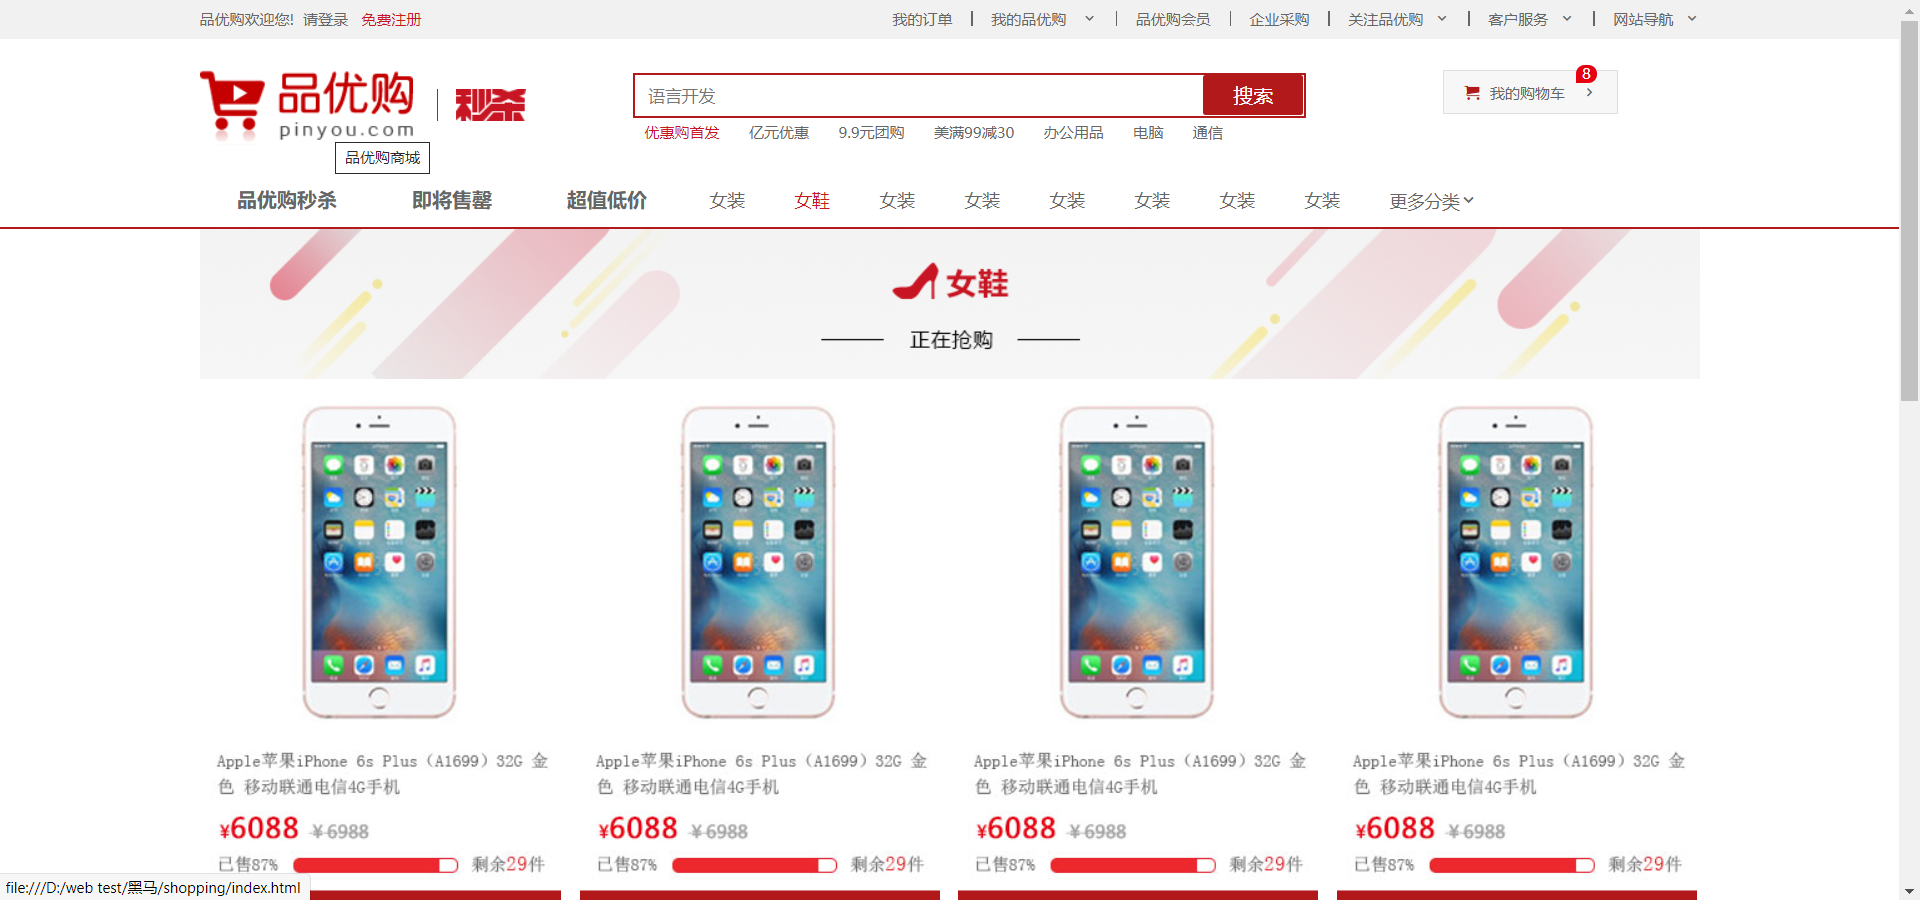 品优购欢迎您! 请登录 免费注册 我的订单 我的品优购 品优购会员 企业采购 关注品优购 客户服务 网站导航
品优购 秒杀
pinyou.com
语言开发 搜索
8
我的购物车
优惠购首发 亿元优惠 9.9元团购 美满99减30 办公用品 电脑 通信
品优购商城
品优购秒杀 即将售罄 超值低价 女装 女鞋 女装 女装 女装 女装 女装 女装 更多分类
女鞋
正在抢购
Apple苹果iPhone 6s Plus（A1699）32G 金
色 移动联通电信4G手机
¥6088 ¥6988
已售87% 剩余29件
Apple苹果iPhone 6s Plus（A1699）32G 金
色 移动联通电信4G手机
¥6088 ¥6988
已售87% 剩余29件
Apple苹果iPhone 6s Plus（A1699）32G 金
色 移动联通电信4G手机
¥6088 ¥6988
已售87% 剩余29件
Apple苹果iPhone 6s Plus（A1699）32G 金
色 移动联通电信4G手机
¥6088 ¥6988
已售87% 剩余29件
file:///D:/web test/黑马/shopping/index.html